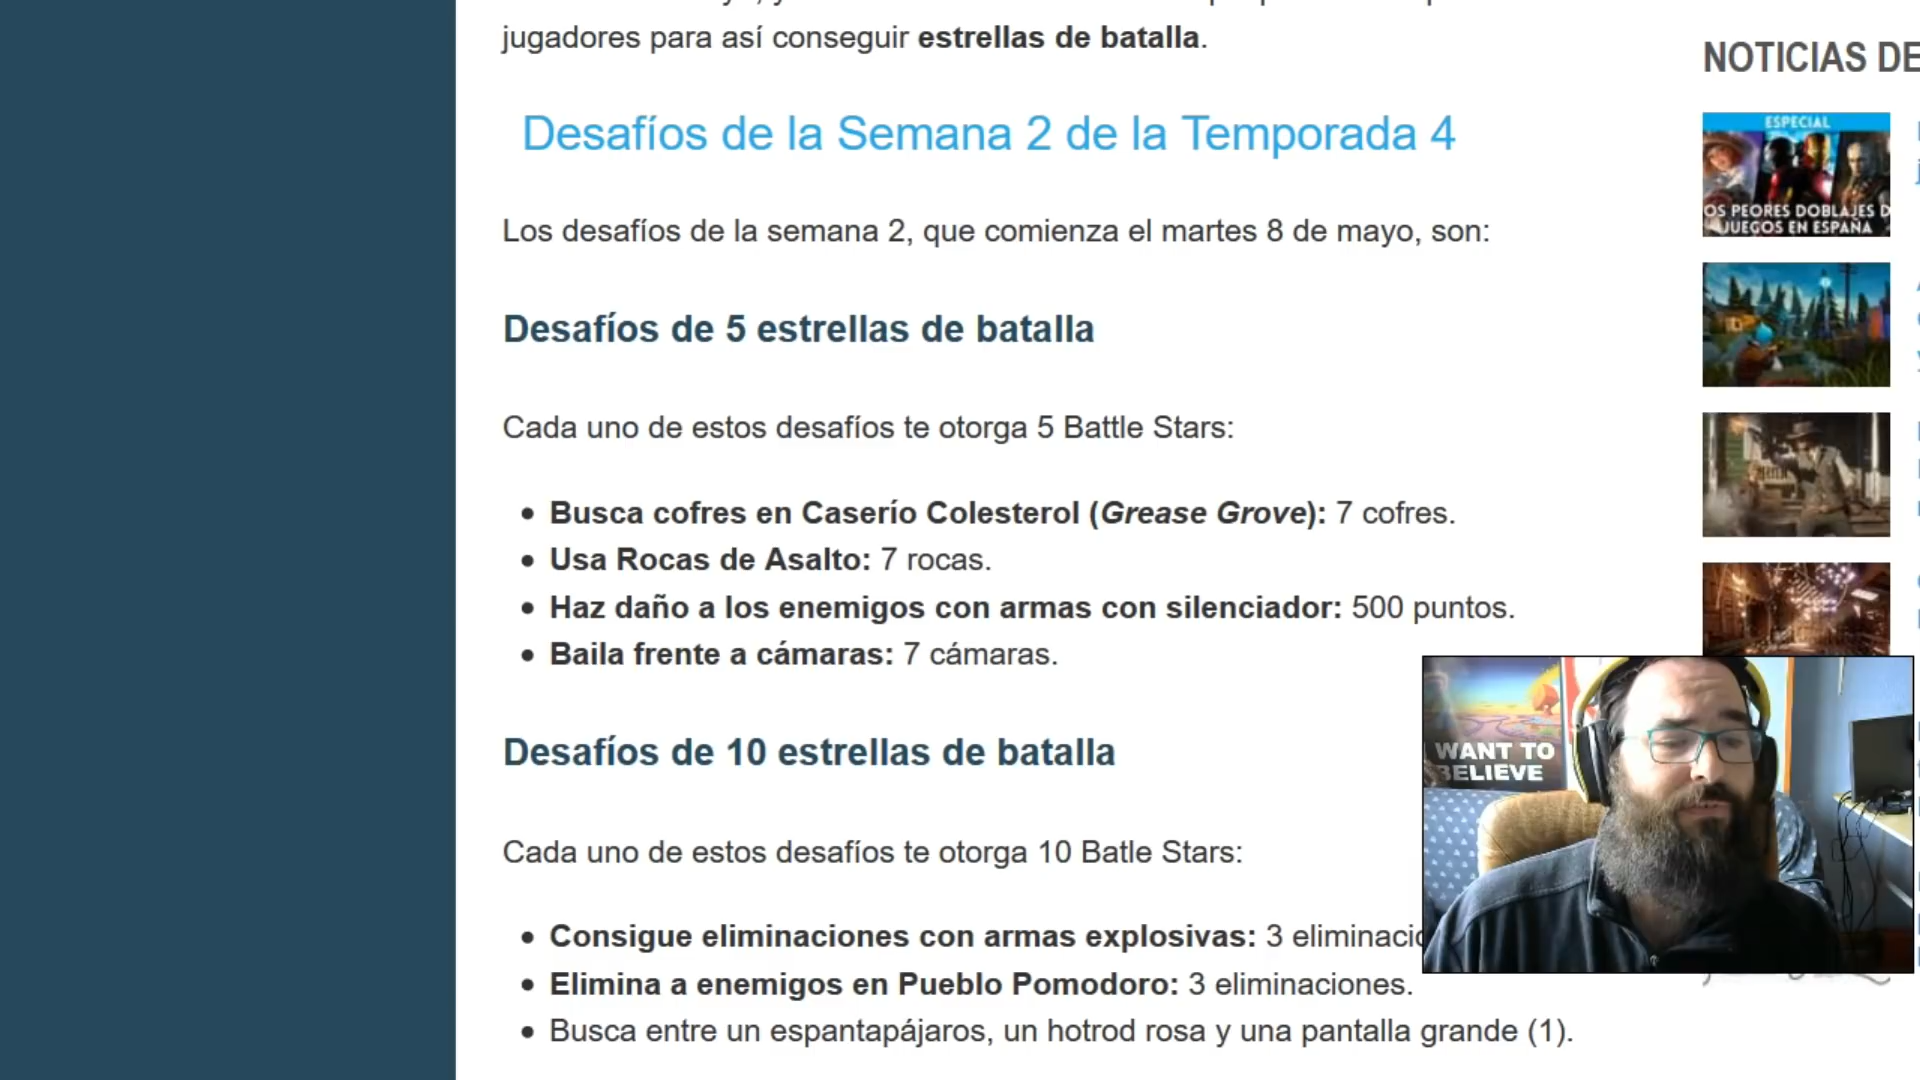 jugadores para así conseguir estrellas de batalla.
NOTICIAS DE
Desafíos de la Semana 2 de la Temporada 4
ESPECIAL
OS PEORES DOBLAJES D
JUEGOS EN ESPAÑA
Los desafíos de la semana 2, que comienza el martes 8 de mayo, son:
Desafíos de 5 estrellas de batalla
Cada uno de estos desafíos te otorga 5 Battle Stars:
• Busca cofres en Caserío Colesterol (Grease Grove): 7 cofres.
• Usa Rocas de Asalto: 7 rocas.
• Haz daño a los enemigos con armas con silenciador: 500 puntos.
• Baila frente a cámaras: 7 cámaras.
Desafíos de 10 estrellas de batalla
WANT TO
BELIEVE
Cada uno de estos desafíos te otorga 10 Batle Stars:
• Consigue eliminaciones con armas explosivas: 3 eliminacio
• Elimina a enemigos en Pueblo Pomodoro: 3 eliminaciones.
• Busca entre un espantapájaros, un hotrod rosa y una pantalla grande (1).